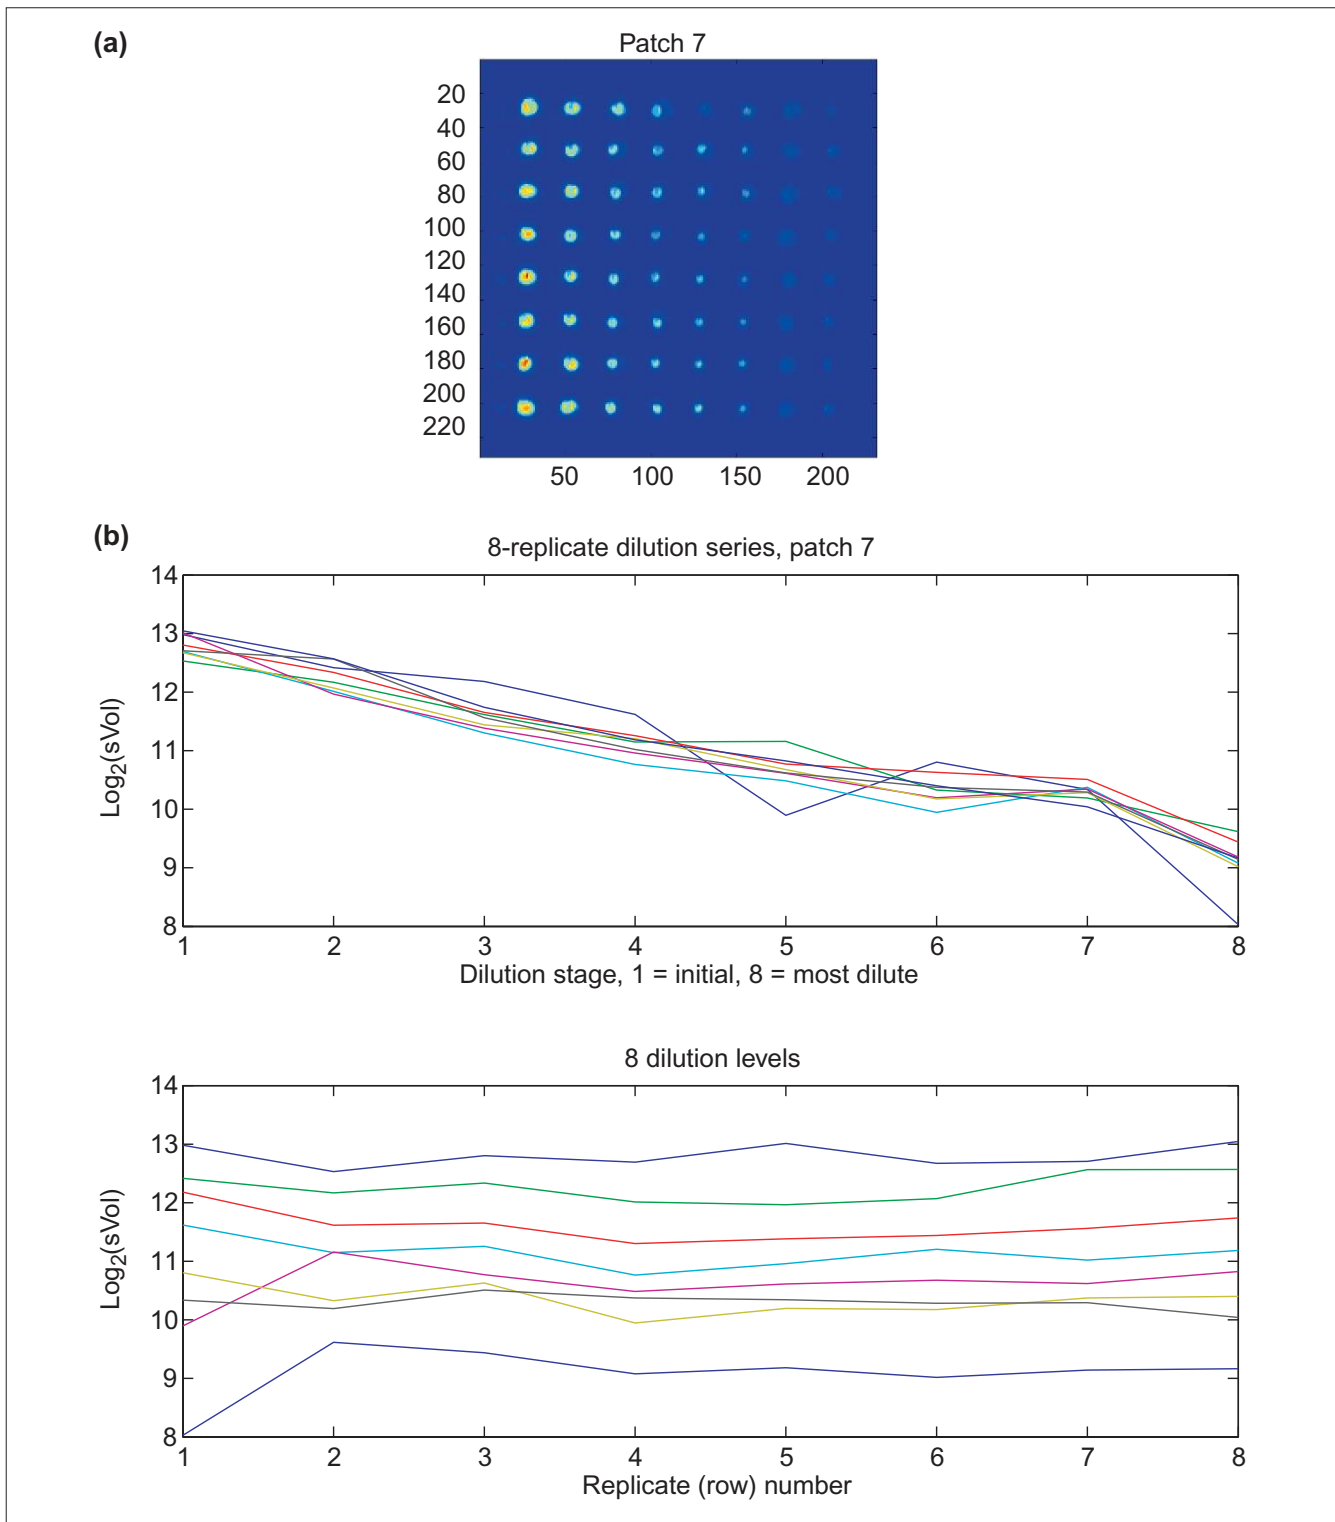 (a)
Patch 7
20
40
60
80
100
120
140
160
180
200
220
50 100 150 200
(b)
8-replicate dilution series, patch 7
14
13
12
11
10
9
8
Log2(sVol)
1 2 3 4 5 6 7 8
Dilution stage, 1 = initial, 8 = most dilute
8 dilution levels
14
13
12
11
10
9
8
Log2(sVol)
1 2 3 4 5 6 7 8
Replicate (row) number